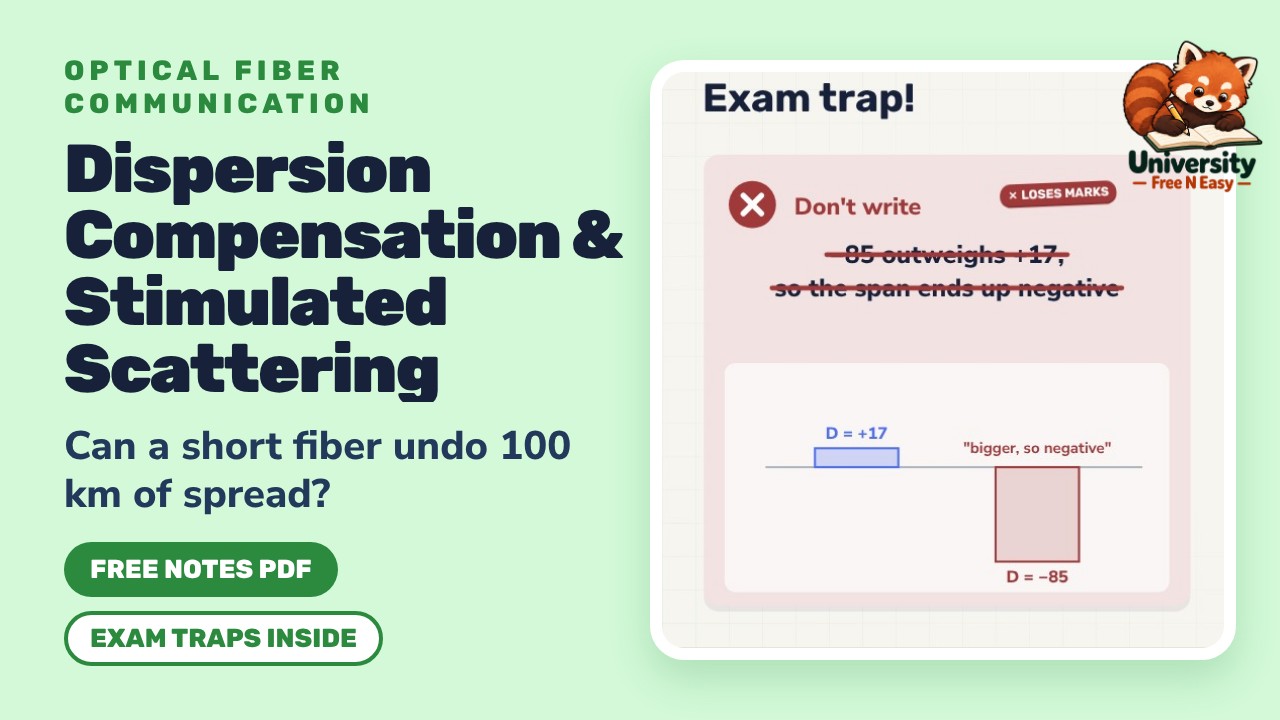 OPTICAL FIBER
COMMUNICATION
Dispersion
Compensation &
Stimulated
Scattering
Can a short fiber undo 100
km of spread?
FREE NOTES PDF
EXAM TRAPS INSIDE
Exam trap!
Don't write
× LOSES MARKS
85 outweighs +17,
so the span ends up negative
D = +17
"bigger, so negative"
D = −85
University
Free N Easy